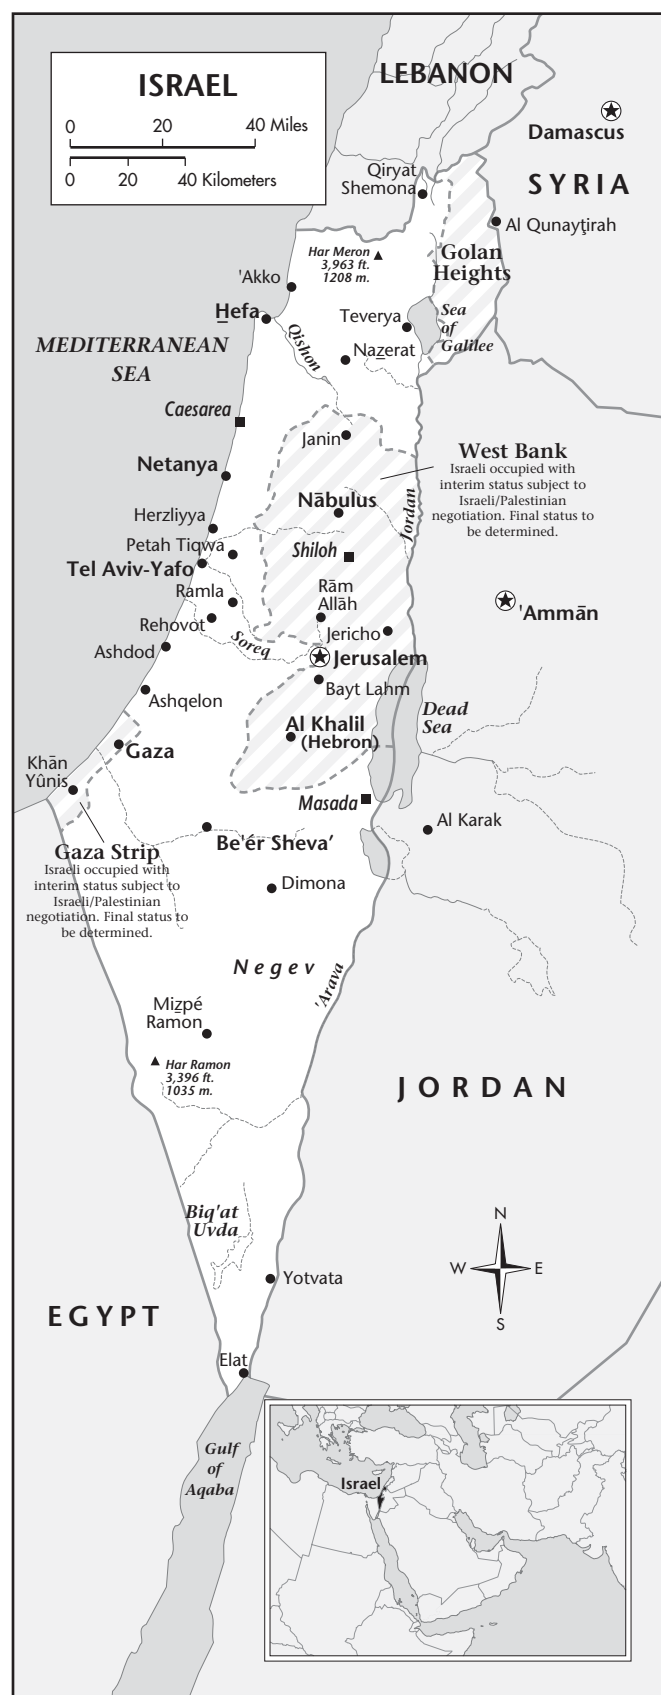 ISRAEL
0 20 40 Miles
0 20 40 Kilometers
LEBANON
Damascus
SYRIA
Qiryat
Shemona
Al Qunayţirah
Golan
Heights
Har Meron
3,963 ft.
1208 m.
'Akko
H̱efa
Teverya
Sea
of
Galilee
Qishon
Naẕerat
MEDITERRANEAN
SEA
Caesarea
Janin
West Bank
Israeli occupied with
interim status subject to
Israeli/Palestinian
negotiation. Final status to
be determined.
Netanya
Nābulus
Jordan
Herzliyya
Petah Tiqwa
Shiloh
Tel Aviv-Yafo
Ramla
Rām
Allāh
'Ammān
Rehovot
Jericho
Soreq
Ashdod
Jerusalem
Bayt Lahm
Ashqelon
Dead
Sea
Al Khalil
(Hebron)
Gaza
Khān
Yûnis
Masada
Al Karak
Be'ér Sheva’
Gaza Strip
Israeli occupied with
interim status subject to
Israeli/Palestinian
negotiation. Final status to
be determined.
Dimona
Negev
'Arava
Miẕpé
Ramon
Har Ramon
3,396 ft.
1035 m.
JORDAN
Biq'at
Uvda
N
W E
S
Yotvata
EGYPT
Elat
Gulf
of
Aqaba
Israel